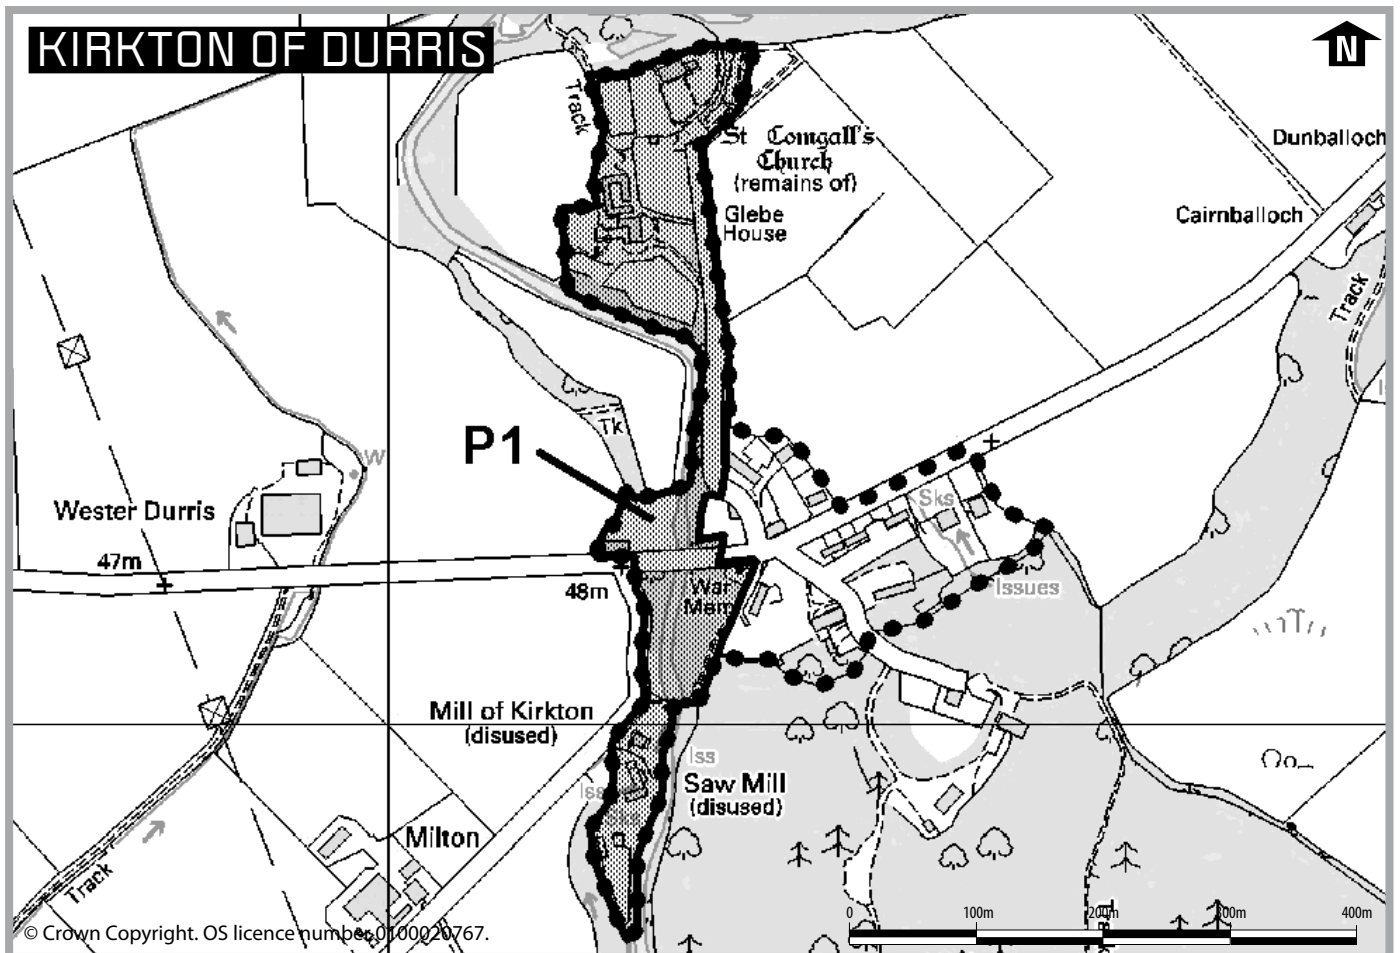 KIRKTON OF DURRIS
N
Track
St Comgall's
Church
(remains of)
Dunballoch
Glebe
House
Cairnballoch
Track
Tk
P1
W
Wester Durris
Sks
47m
48m
War
Mem
Issues
Mill of Kirkton
(disused)
Iss
Iss
Saw Mill
(disused)
Milton
Track
0 100m 200m 300m 400m
© Crown Copyright. OS licence number 0100020767.